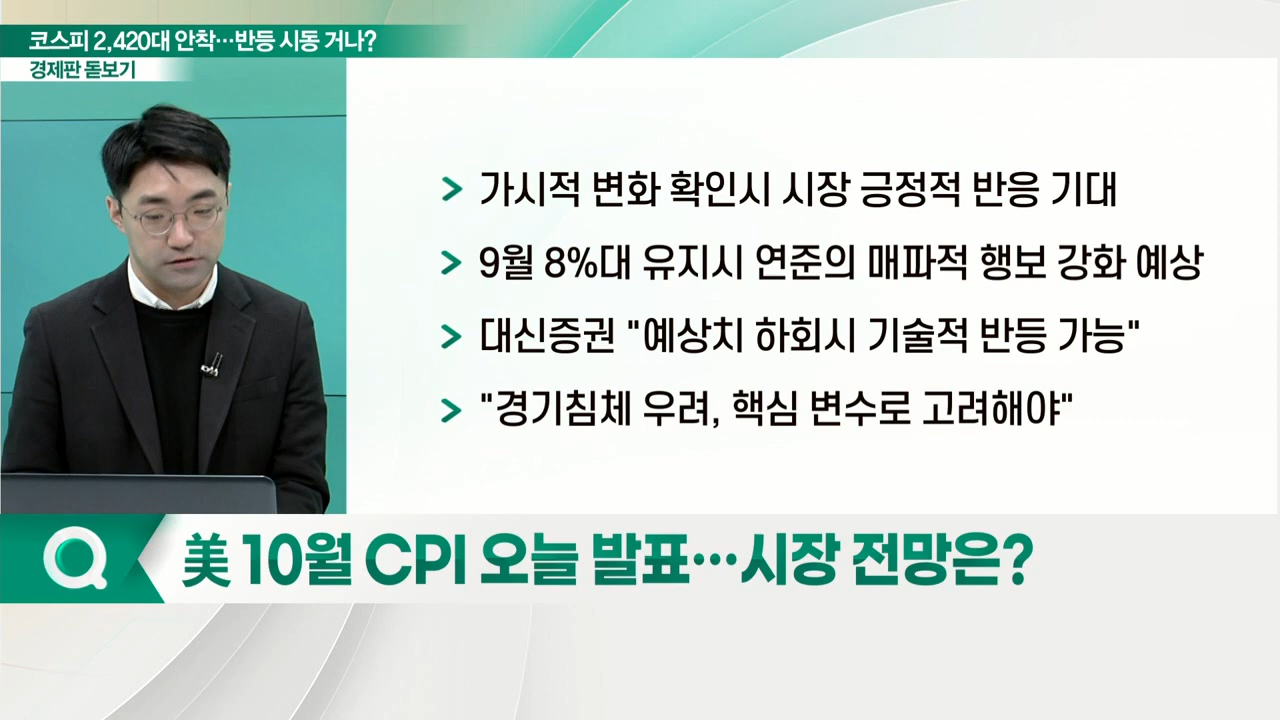 코스피 2,420대 안착…반등 시동 거나?
경제판 돋보기
> 가시적 변화 확인시 시장 긍정적 반응 기대
> 9월 8%대 유지시 연준의 매파적 행보 강화 예상
> 대신증권 "예상치 하회시 기술적 반등 가능"
> "경기침체 우려, 핵심 변수로 고려해야"
美 10월 CPI 오늘 발표…시장 전망은?